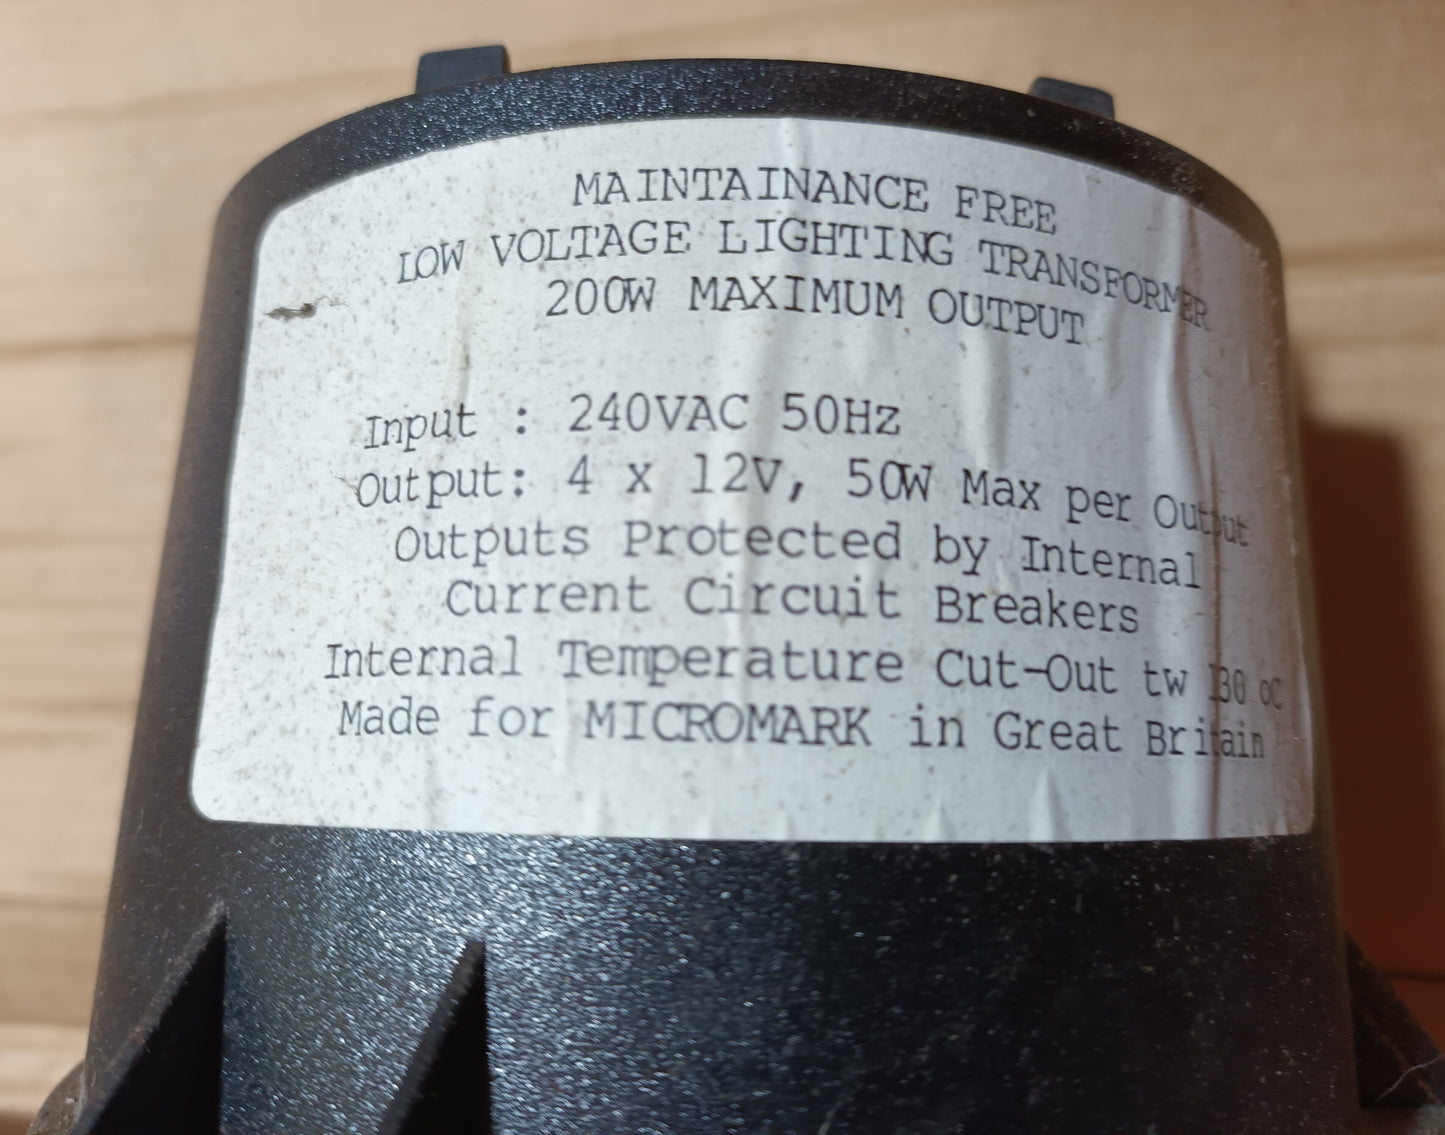 MAINTAINANCE FREE
LOW VOLTAGE LIGHTING TRANSFORMER
200W MAXIMUM OUTPUT
Input : 240VAC 50Hz
Output: 4 x 12V, 50W Max per Output
Outputs Protected by Internal
Current Circuit Breakers
Internal Temperature Cut-Out tw 130 oC
Made for MICROMARK in Great Britain